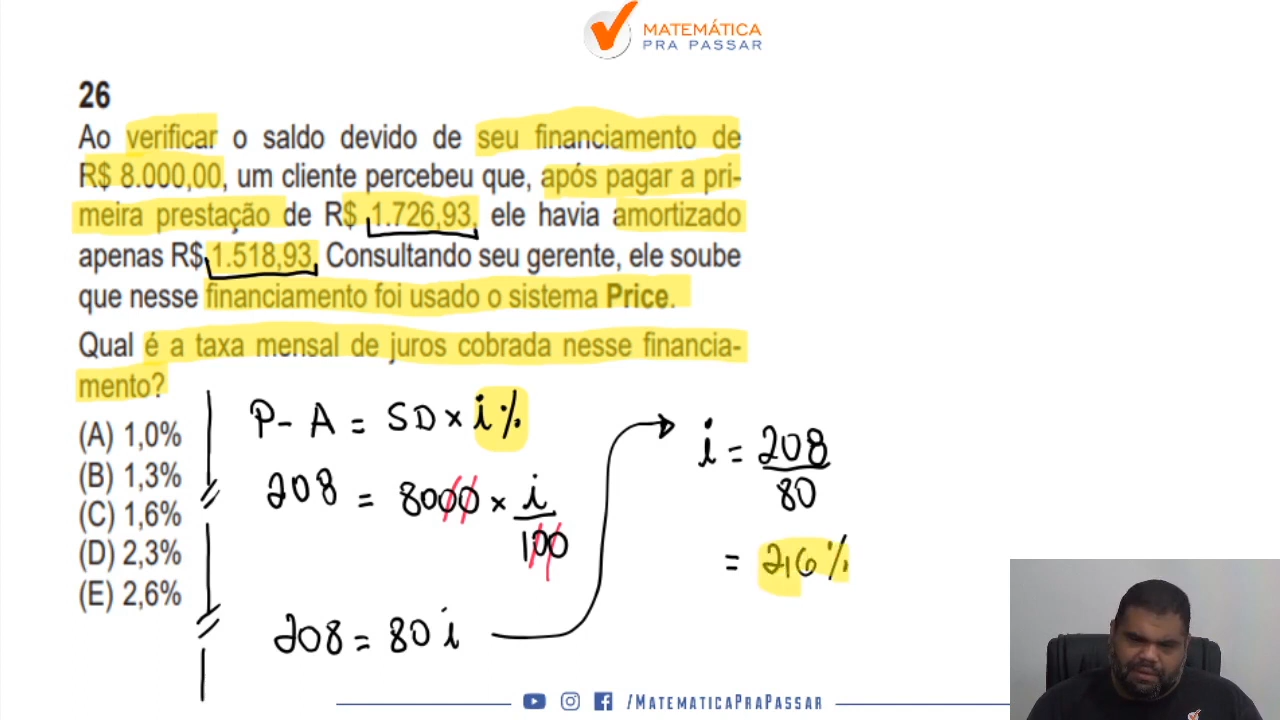 MATEMÁTICA
PRA PASSAR
26
Ao verificar o saldo devido de seu financiamento de
R$ 8.000,00, um cliente percebeu que, após pagar a pri-
meira prestação de R$ 1.726,93, ele havia amortizado
apenas R$ 1.518,93. Consultando seu gerente, ele soube
que nesse financiamento foi usado o sistema Price.
Qual é a taxa mensal de juros cobrada nesse financia-
mento?
(A) 1,0%
(B) 1,3%
(C) 1,6%
(D) 2,3%
(E) 2,6%
P - A = SD × i%
208 = 8000 × i/100
208 = 80 i
i = 208/80
= 2,6%
/MATEMATICAPRAPASSAR